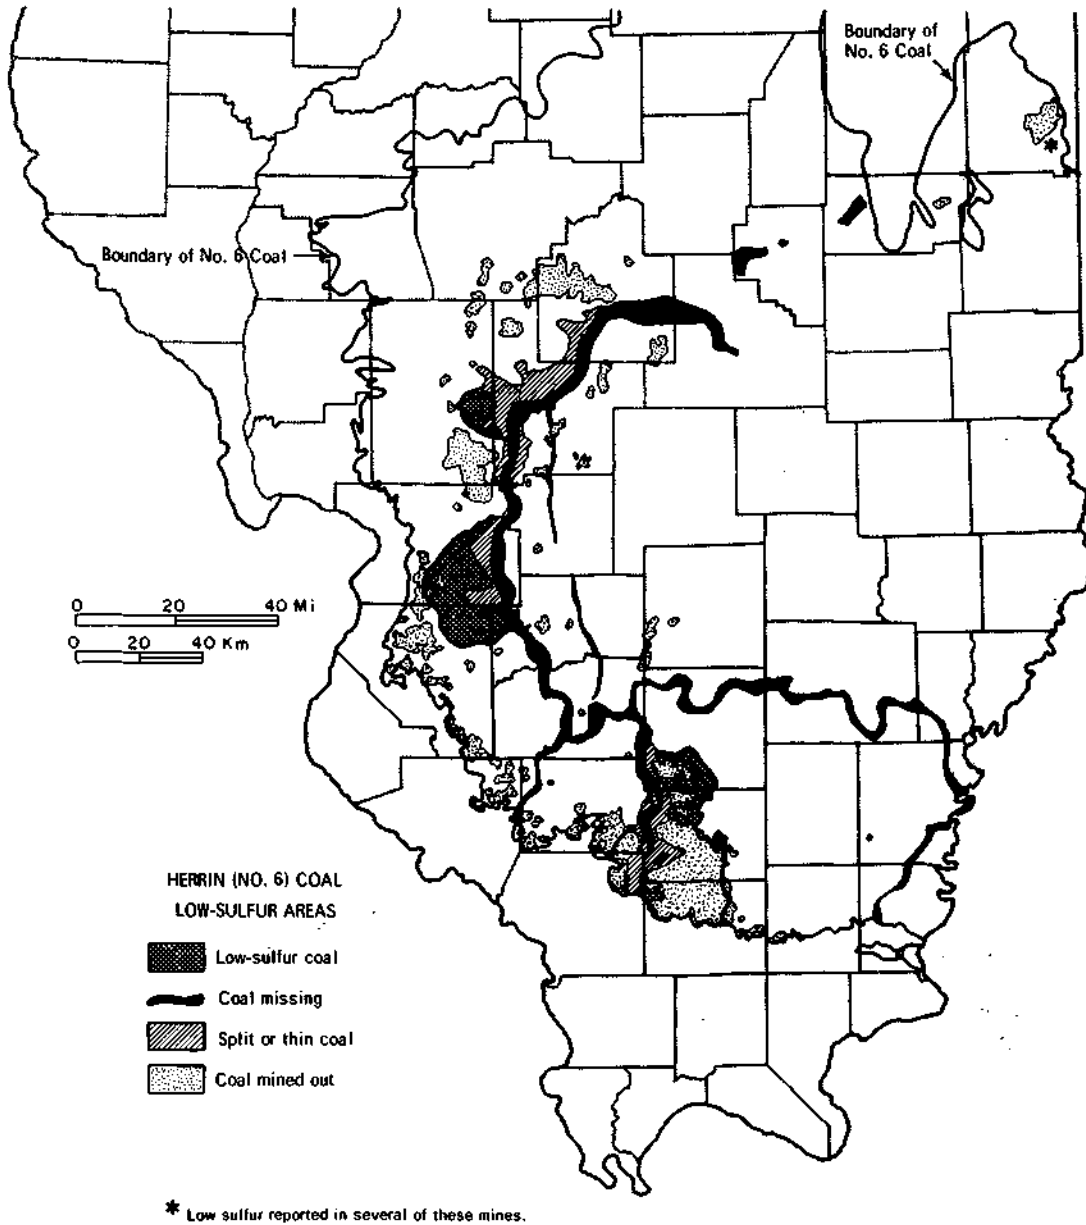 Boundary of
No. 6 Coal
*
Boundary of No. 6 Coal
0 20 40 Mi
0 20 40 Km
HERRIN (NO. 6) COAL
LOW-SULFUR AREAS
Low-sulfur coal
Coal missing
Split or thin coal
Coal mined out
* Low sulfur reported in several of these mines.